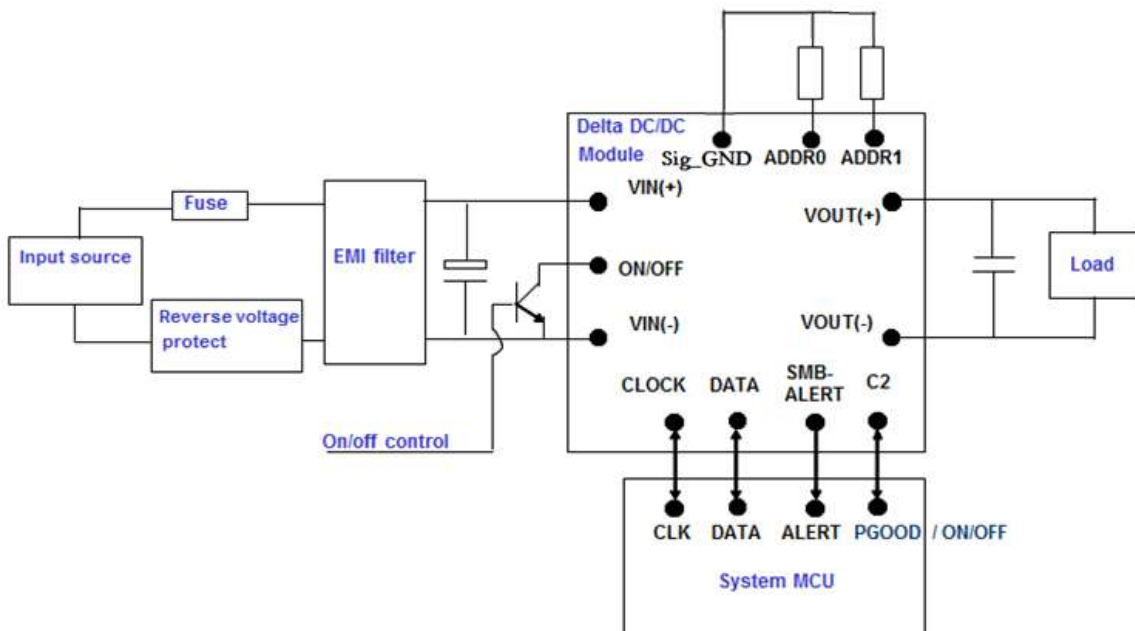 Delta DC/DC
Module
Sig_GND ADDR0 ADDR1
VIN(+)
VOUT(+)
Fuse
Input source
EMI filter
ON/OFF
Load
Reverse voltage
protect
VIN(-)
VOUT(-)
CLOCK DATA SMB-
ALERT C2
On/off control
CLK DATA ALERT PGOOD / ON/OFF
System MCU